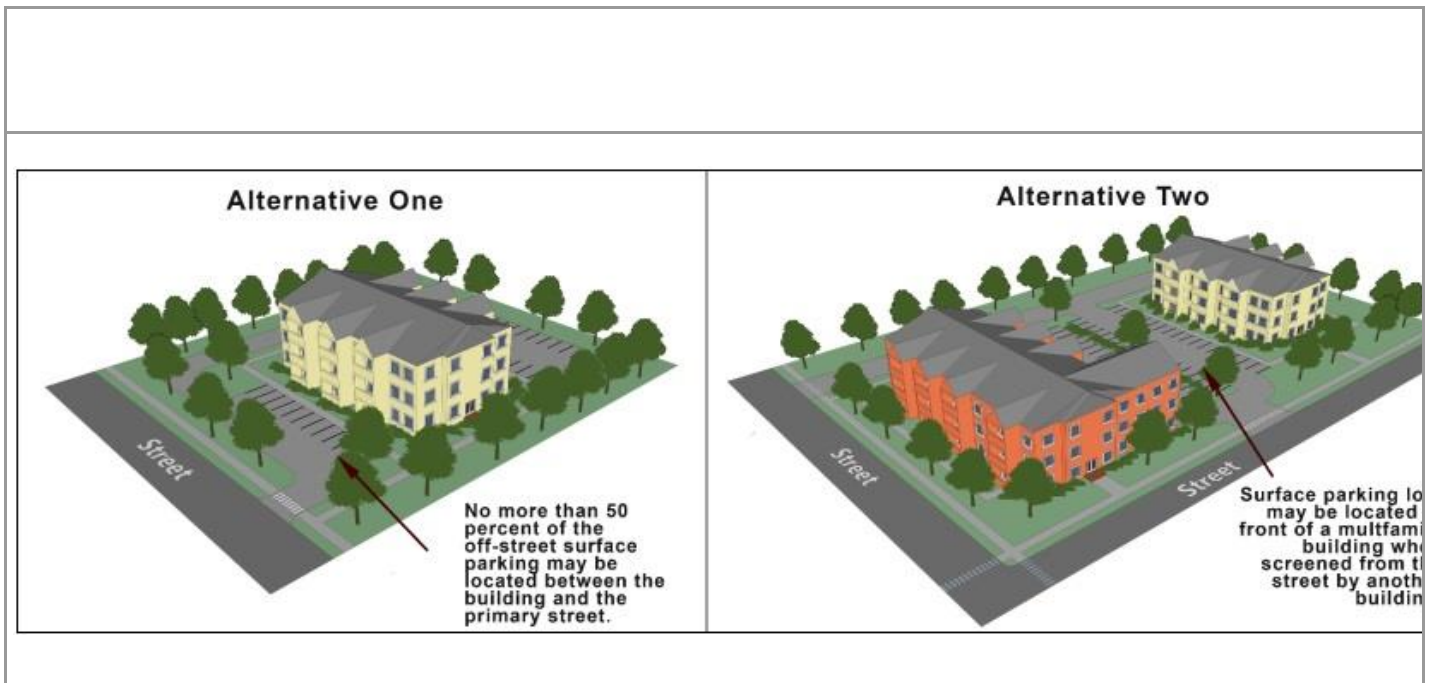 Alternative One
Street
No more than 50
percent of the
off-street surface
parking may be
located between the
building and the
primary street.
Alternative Two
Street
Street
Surface parking
may be located
front of a
building
screened from
street by